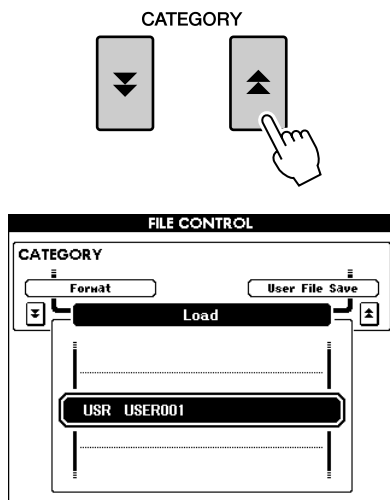 CATEGORY
FILE CONTROL
CATEGORY
Format
User File Save
Load
USR USER001